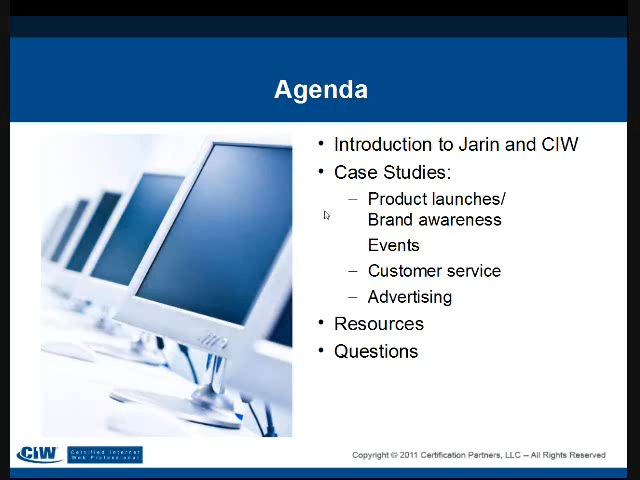 Agenda
• Introduction to Jarin and CIW
• Case Studies:
– Product launches/
Brand awareness
Events
– Customer service
– Advertising
• Resources
• Questions
CIW Certified Internet
Web Professional
Copyright © 2011 Certification Partners, LLC – All Rights Reserved